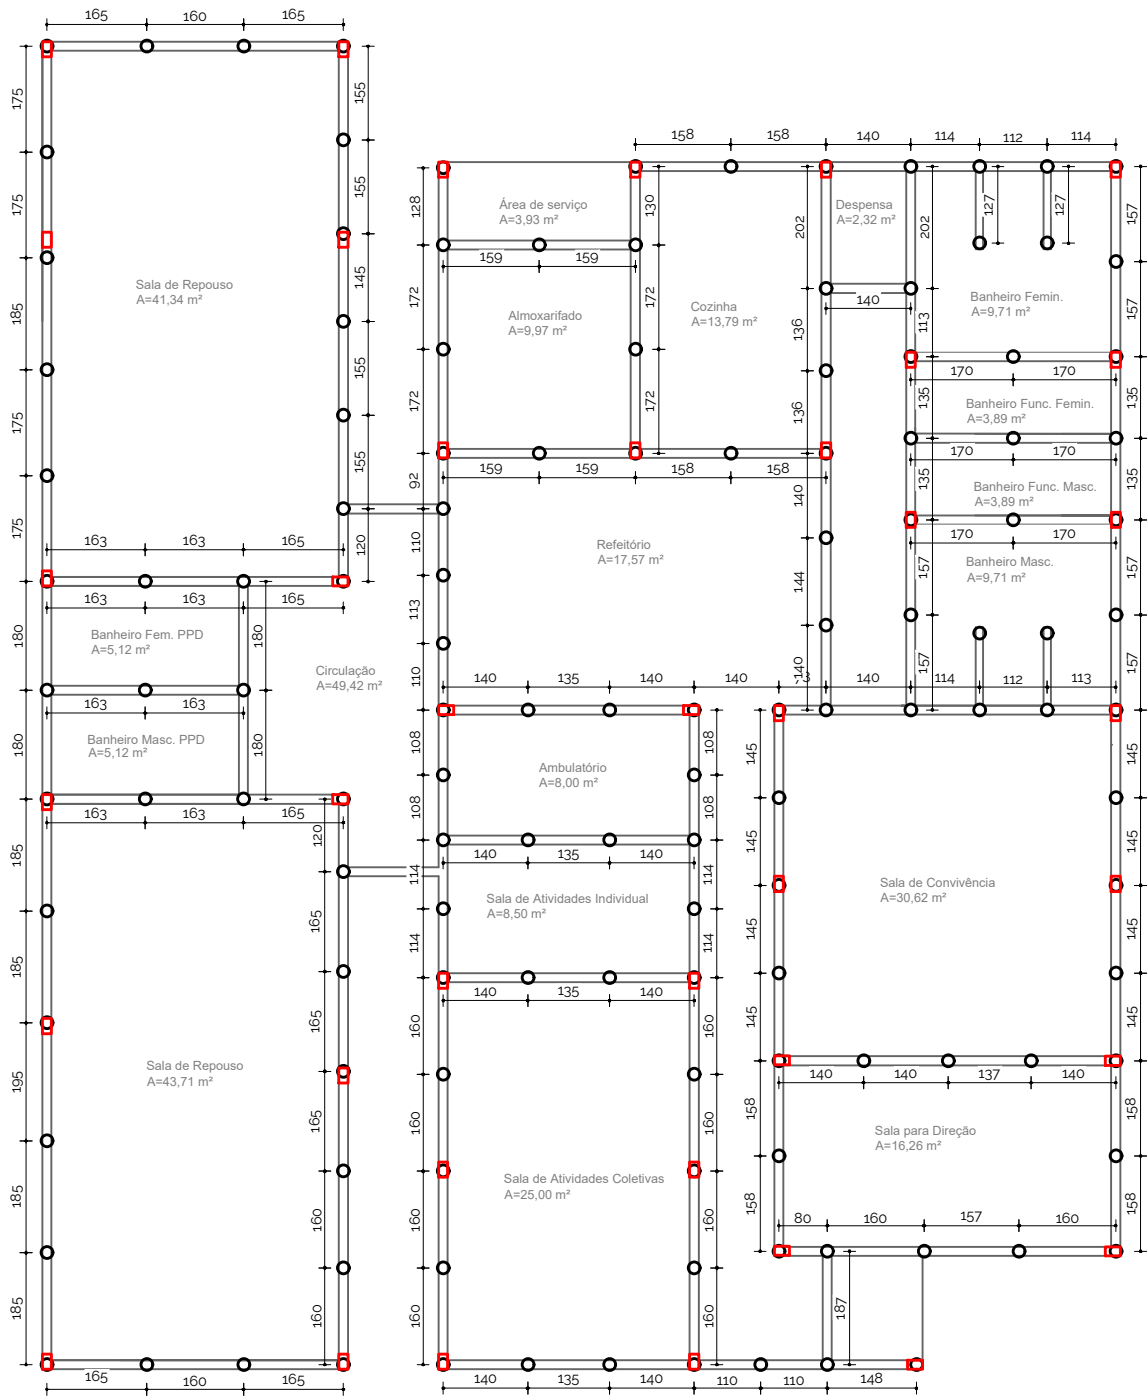 165 160 165
158 158 140 114 112 114
175
155
128
130
202
202
127
127
157
Área de serviço
A=3,93 m²
Despensa
A=2,32 m²
175
155
159 159
Sala de Repouso
A=41,34 m²
185
145
172
Almoxarifado
A=9,97 m²
172
Cozinha
A=13,79 m²
140
136
113
Banheiro Femin.
A=9,71 m²
157
170 170
175
155
172
172
136
135
Banheiro Func. Femin.
A=3,89 m²
135
170 170
155
159 159 158 158
92
140
135
Banheiro Func. Masc.
A=3,89 m²
135
175
163 163 165
120
110
Refeitório
A=17,57 m²
144
157
170 170
Banheiro Masc.
A=9,71 m²
157
163 163 165
113
180
Banheiro Fem. PPD
A=5,12 m²
180
Circulação
A=49,42 m²
110
140
157
157
140 135 140 140 140 114 112 113
163 163
180
Banheiro Masc. PPD
A=5,12 m²
180
108
Ambulatório
A=8,00 m²
108
145
145
163 163 165
120
108
108
140 135 140
185
165
114
Sala de Atividades Individual
A=8,50 m²
114
145
Sala de Convivência
A=30,62 m²
145
185
165
114
114
145
145
140 135 140
195
Sala de Repouso
A=43,71 m²
165
160
160
145
145
140 140 137 140
185
160
160
Sala de Atividades Coletivas
A=25,00 m²
160
158
Sala para Direção
A=16,26 m²
158
160
160
158
80 160 157 160
158
185
160
160
160
187
165 160 165
140 135 140 110 110 148